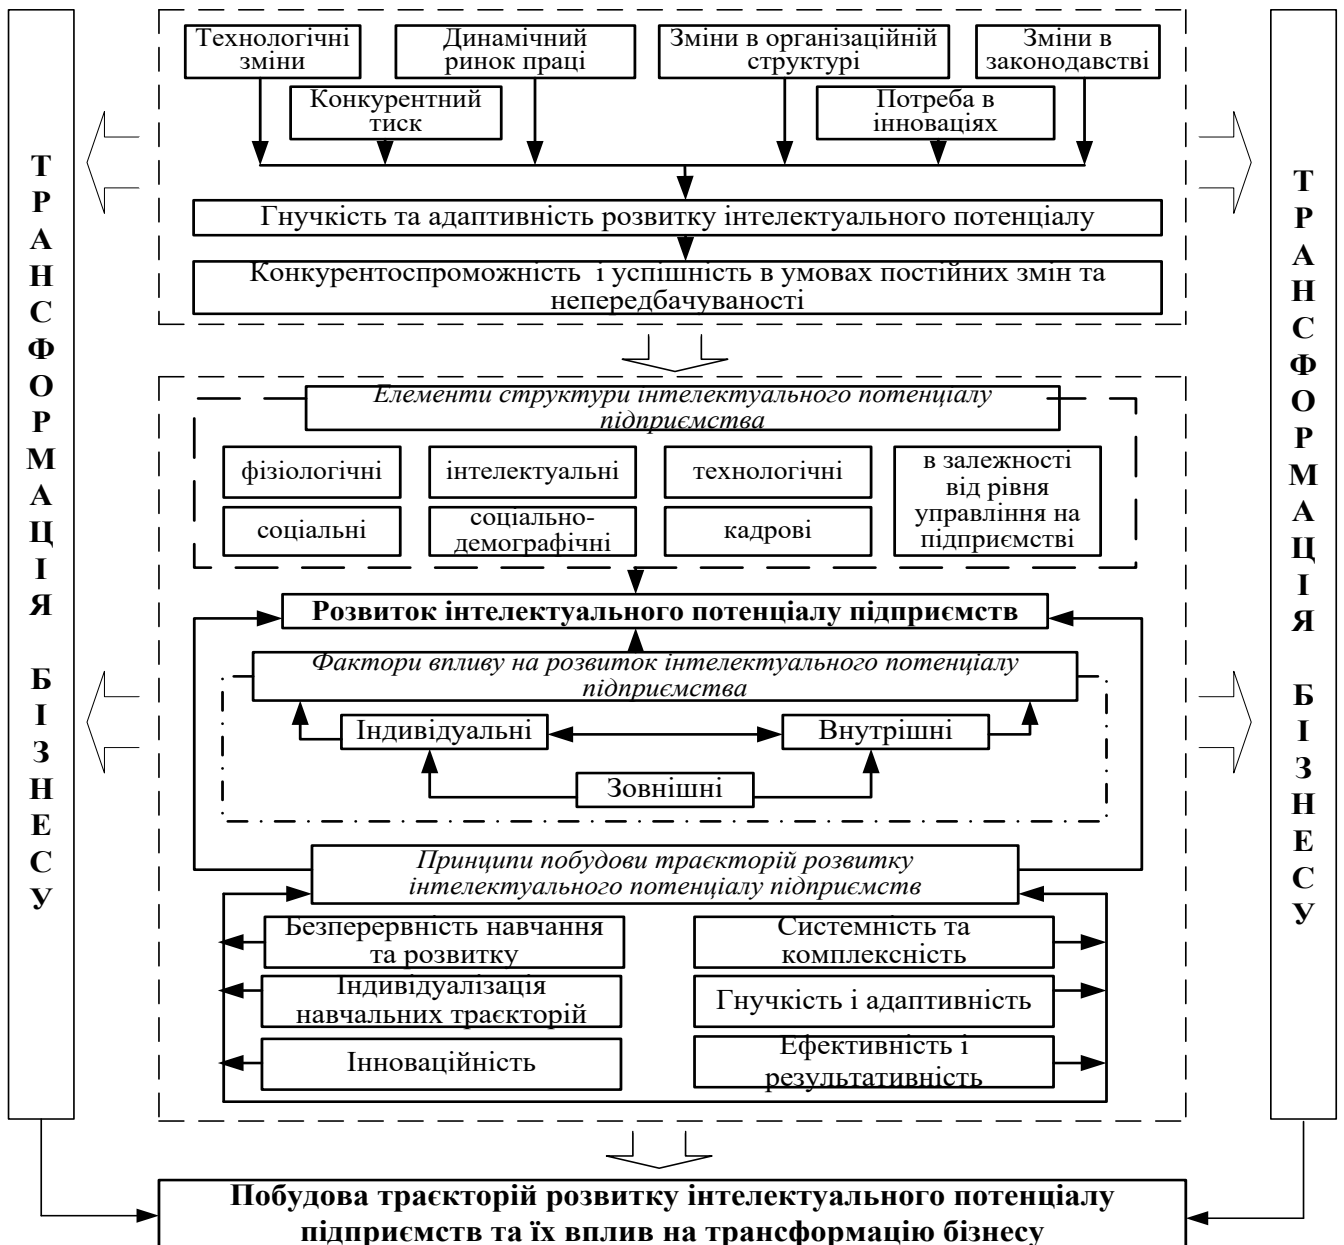 Технологічні
зміни
Динамічний
ринок праці
Зміни в організаційній
структурі
Зміни в
законодавстві
Конкурентний
тиск
Потреба в
інноваціях
Гнучкість та адаптивність розвитку інтелектуального потенціалу
Конкурентоспроможність і успішність в умовах постійних змін та
непередбачуваності
ТРАНСФОРМАЦІЯ БІЗНЕСУ
ТРАНСФОРМАЦІЯ БІЗНЕСУ
Елементи структури інтелектуального потенціалу
підприємства
фізіологічні
інтелектуальні
технологічні
в залежності
від рівня
управління на
підприємстві
соціальні
соціально-
демографічні
кадрові
Розвиток інтелектуального потенціалу підприємств
Фактори впливу на розвиток інтелектуального потенціалу
підприємства
Індивідуальні
Внутрішні
Зовнішні
Принципи побудови траєкторій розвитку
інтелектуального потенціалу підприємств
Безперервність навчання
та розвитку
Системність та
комплексність
Індивідуалізація
навчальних траєкторій
Гнучкість і адаптивність
Інноваційність
Ефективність і
результативність
Побудова траєкторій розвитку інтелектуального потенціалу
підприємств та їх вплив на трансформацію бізнесу